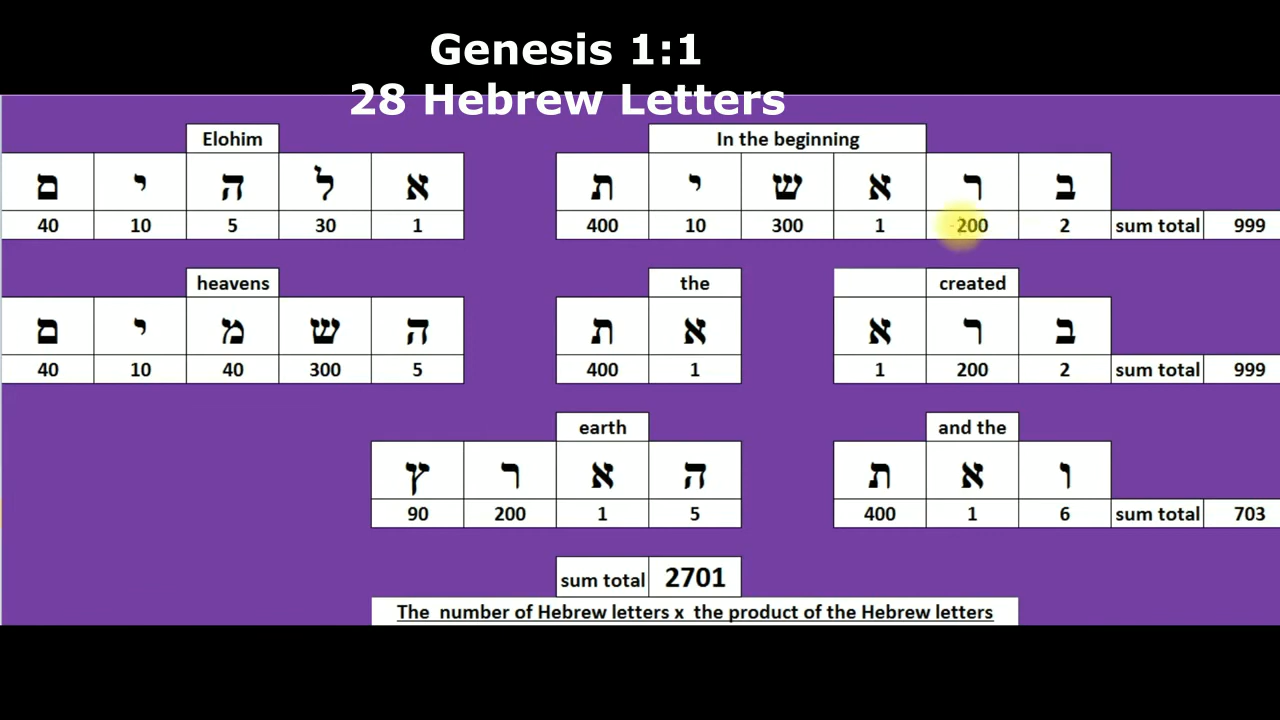 Genesis 1:1
28 Hebrew Letters
Elohim In the beginning
ם י ה ל א ת י ש א ר ב
40 10 5 30 1 400 10 300 1 200 2 sum total 999
heavens the created
ם י מ ש ה ת א א ר ב
40 10 40 300 5 400 1 1 200 2 sum total 999
earth and the
ץ ר א ה ת א ו
90 200 1 5 400 1 6 sum total 703
sum total 2701
The number of Hebrew letters x the product of the Hebrew letters